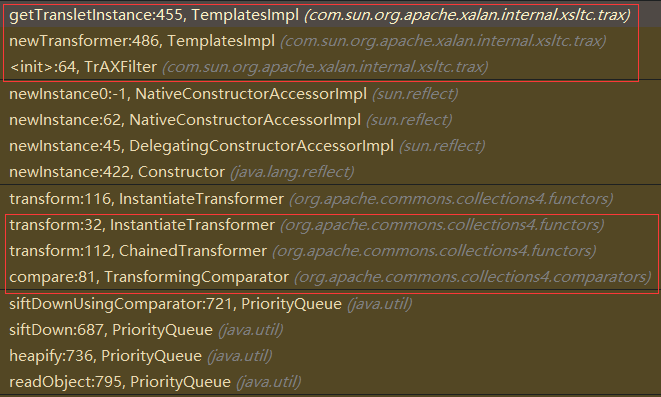 getTransletInstance:455, TemplatesImpl (com.sun.org.apache.xalan.internal.xsltc.trax)
newTransformer:486, TemplatesImpl (com.sun.org.apache.xalan.internal.xsltc.trax)
<init>:64, TrAXFilter (com.sun.org.apache.xalan.internal.xsltc.trax)
newInstance0:-1, NativeConstructorAccessorImpl (sun.reflect)
newInstance:62, NativeConstructorAccessorImpl (sun.reflect)
newInstance:45, DelegatingConstructorAccessorImpl (sun.reflect)
newInstance:422, Constructor (java.lang.reflect)
transform:116, InstantiateTransformer (org.apache.commons.collections4.functors)
transform:32, InstantiateTransformer (org.apache.commons.collections4.functors)
transform:112, ChainedTransformer (org.apache.commons.collections4.functors)
compare:81, TransformingComparator (org.apache.commons.collections4.comparators)
siftDownUsingComparator:721, PriorityQueue (java.util)
siftDown:687, PriorityQueue (java.util)
heapify:736, PriorityQueue (java.util)
readObject:795, PriorityQueue (java.util)